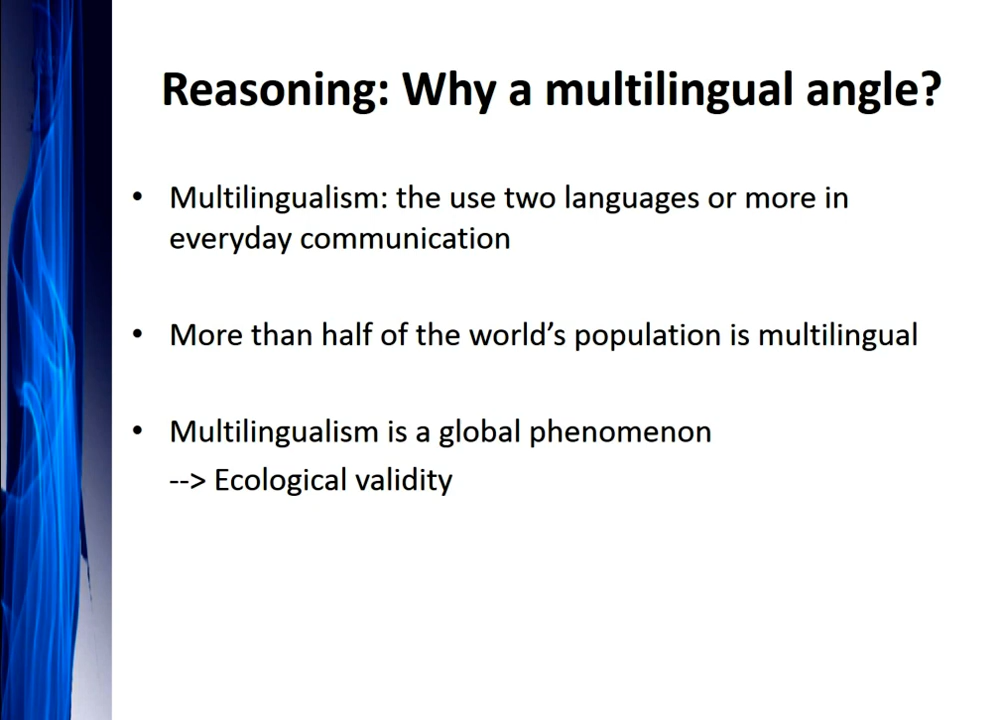 Reasoning: Why a multilingual angle?
• Multilingualism: the use two languages or more in
everyday communication
• More than half of the world’s population is multilingual
• Multilingualism is a global phenomenon
--> Ecological validity